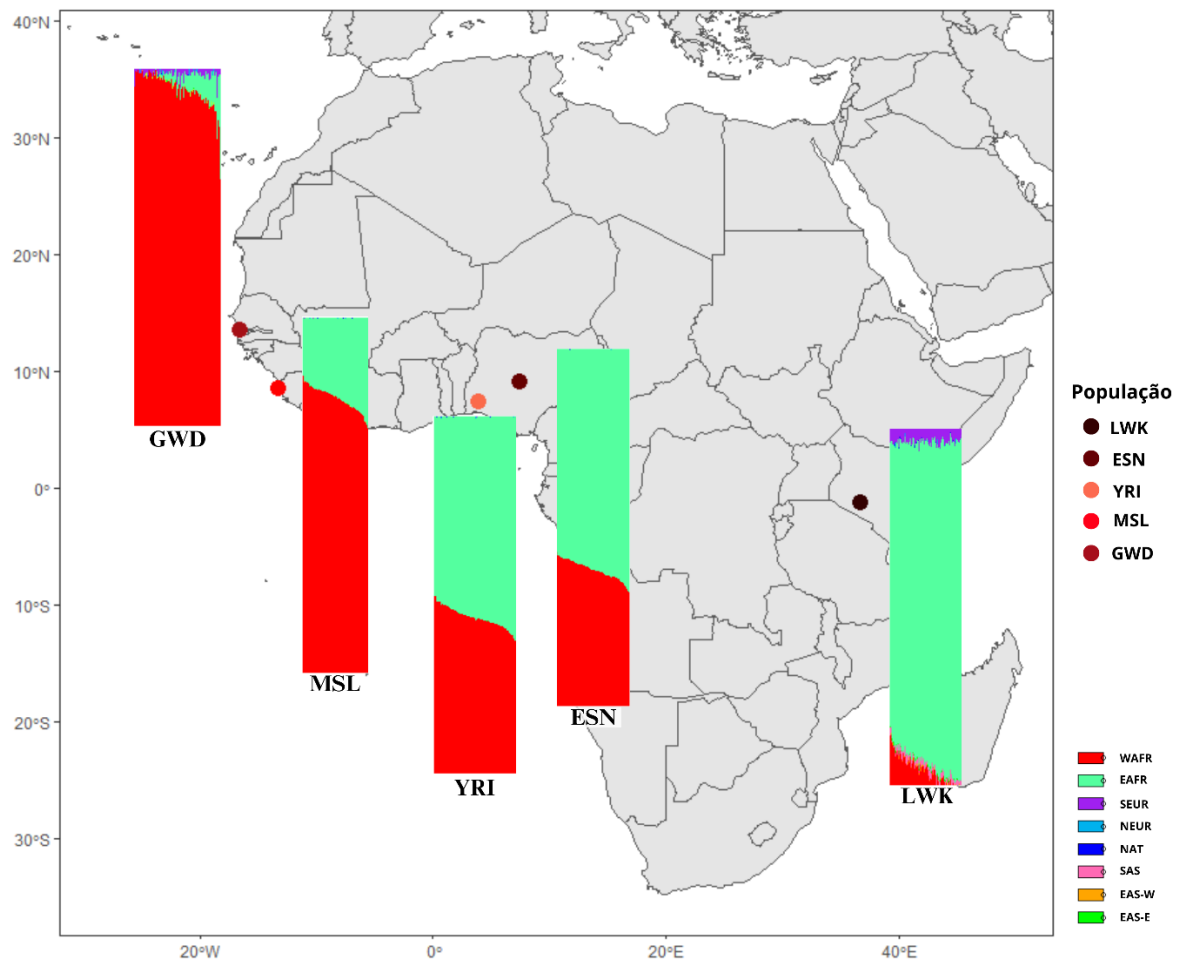 40°N
30°N
20°N
10°N
0°
10°S
20°S
30°S
20°W
0°
20°E
40°E
GWD
MSL
YRI
ESN
LWK
População
LWK
ESN
YRI
MSL
GWD
WAFR
EAFR
SEUR
NEUR
NAT
SAS
EAS-W
EAS-E